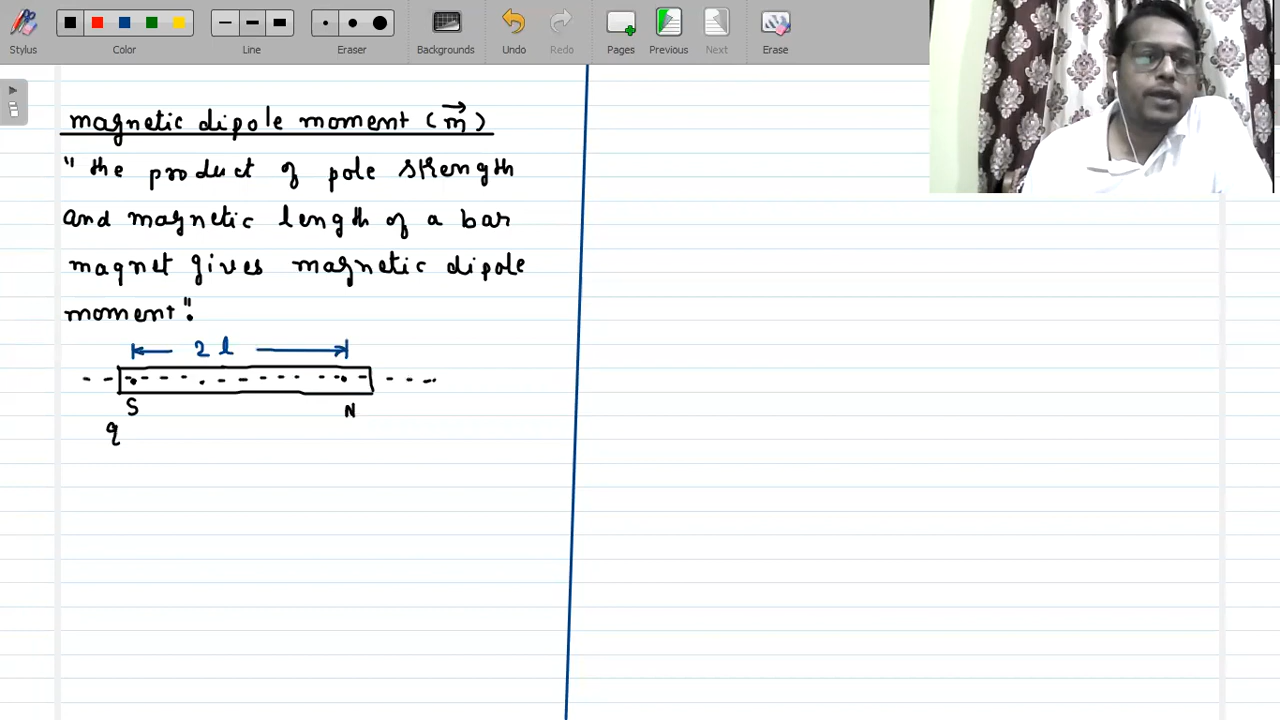 Stylus
Color
Line
Eraser
Backgrounds
Undo
Redo
Pages
Previous
Next
Erase
magnetic dipole moment (m⃗)
"the product of pole strength
and magnetic length of a bar
magnet gives magnetic dipole
moment".
2 l
S N
q